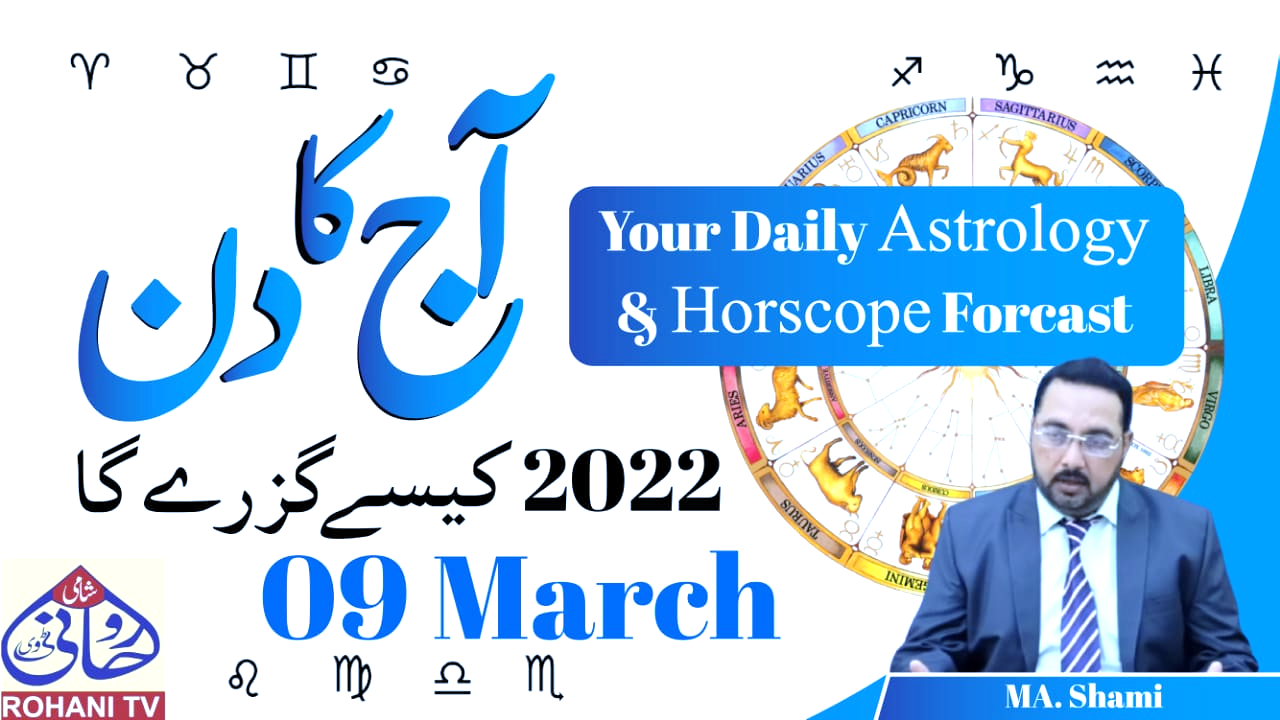 ♈ ♉ ♊ ♋
♐ ♑ ♒ ♓
آج کا دن
Your Daily Astrology
& Horscope Forcast
CAPRICORN
SAGITTARIUS
LIBRA
VIRGO
ARIES
TAURUS
2022 کیسے گزرے گا
09 March
♌ ♍ ♎ ♏
شامی
روحانی
ٹی وی
ROHANI TV
MA. Shami